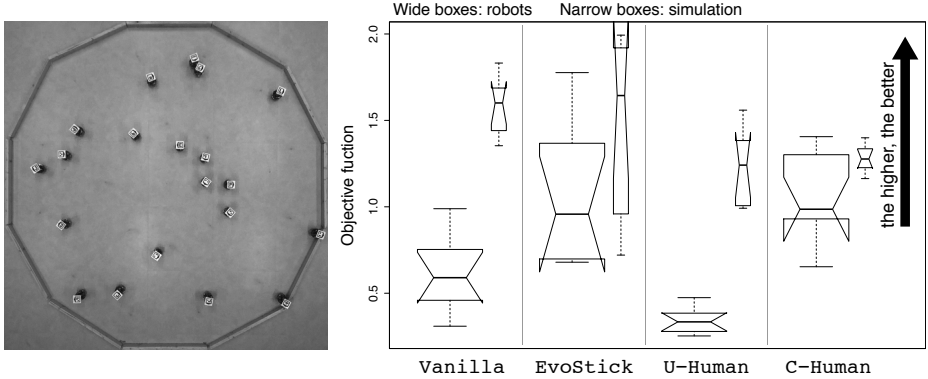 Wide boxes: robots Narrow boxes: simulation
Objective fuction
2.0
1.5
1.0
0.5
the higher, the better
Vanilla EvoStick U-Human C-Human